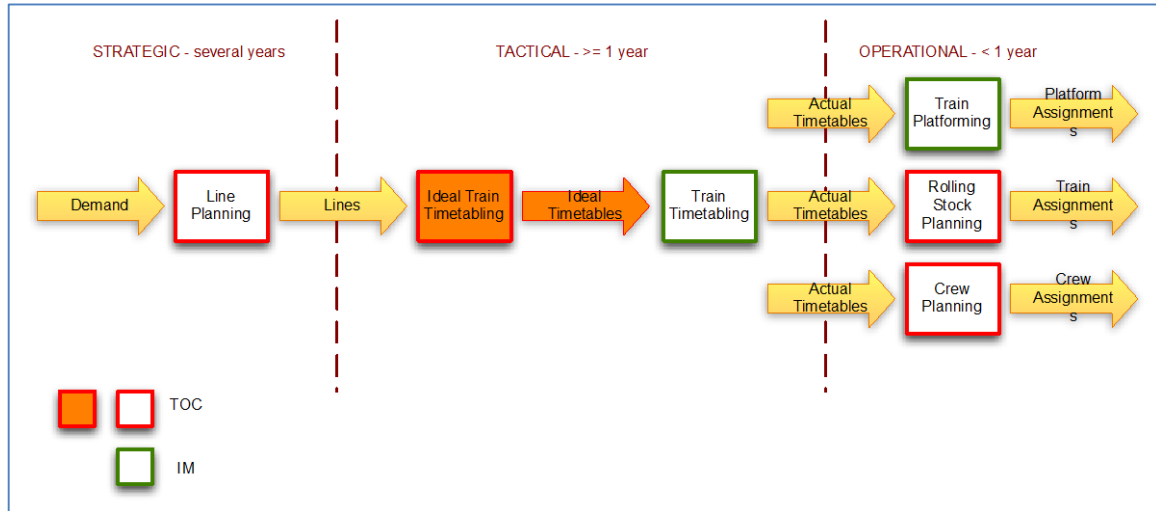 STRATEGIC - several years
TACTICAL - >= 1 year
OPERATIONAL - < 1 year
Actual
Timetables
Train
Platforming
Platform
Assignment
s
Demand
Line
Planning
Lines
Ideal Train
Timetabling
Ideal
Timetables
Train
Timetabling
Actual
Timetables
Rolling
Stock
Planning
Train
Assignment
s
Actual
Timetables
Crew
Planning
Crew
Assignment
s
TOC
IM